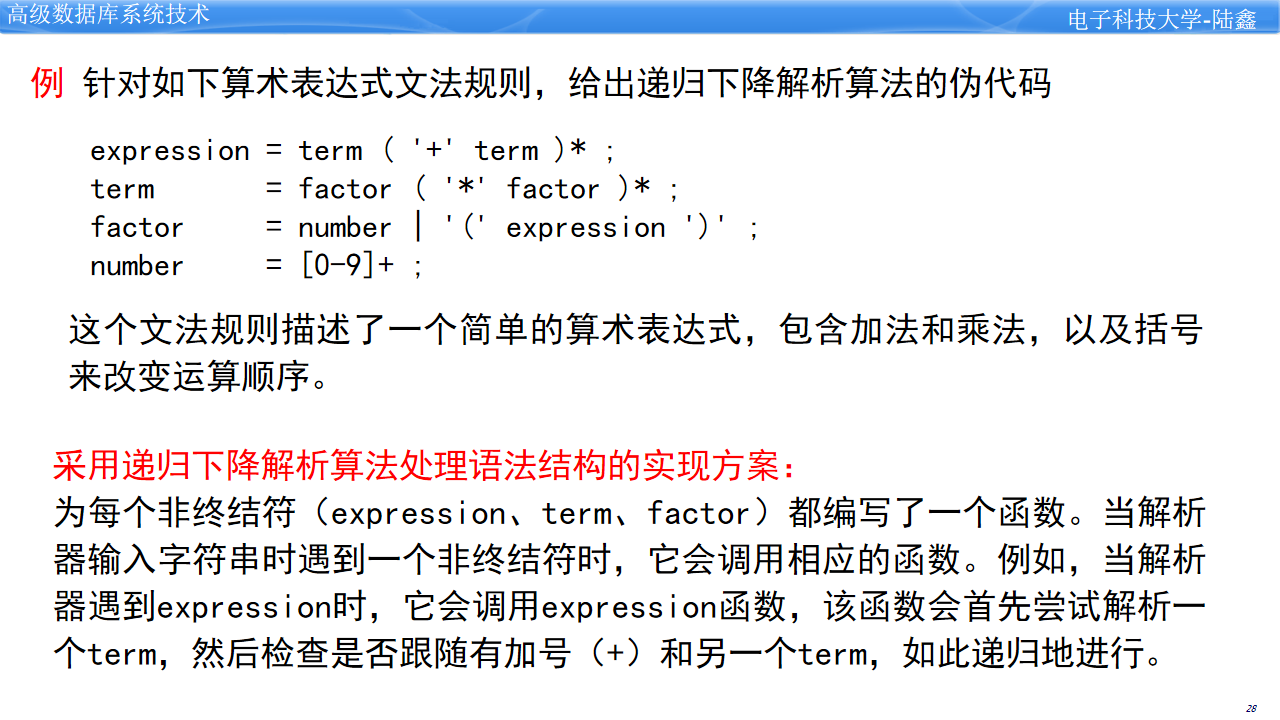 高级数据库系统技术
电子科技大学-陆鑫
例 针对如下算术表达式文法规则，给出递归下降解析算法的伪代码
expression = term ( '+' term )* ;
term       = factor ( '*' factor )* ;
factor     = number | '(' expression ')' ;
number     = [0-9]+ ;
这个文法规则描述了一个简单的算术表达式，包含加法和乘法，以及括号
来改变运算顺序。
采用递归下降解析算法处理语法结构的实现方案：
为每个非终结符（expression、term、factor）都编写了一个函数。当解析
器输入字符串时遇到一个非终结符时，它会调用相应的函数。例如，当解析
器遇到expression时，它会调用expression函数，该函数会首先尝试解析一
个term，然后检查是否跟随有加号（+）和另一个term，如此递归地进行。
28